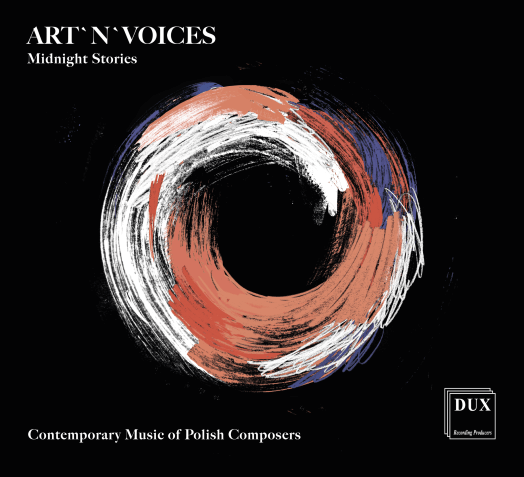 ART`N`VOICES
Midnight Stories
Contemporary Music of Polish Composers
DUX
Recording Producers